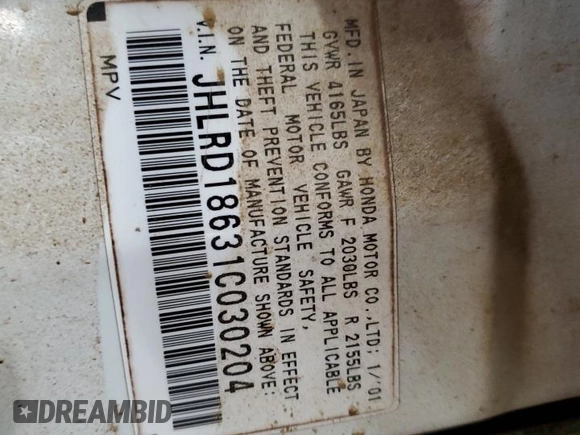 MFD. IN JAPAN BY HONDA MOTOR CO.,LTD; 1/'01
GVWR 4165LBS GAWR F 2030LBS R 2155LBS
THIS VEHICLE CONFORMS TO ALL APPLICABLE
FEDERAL MOTOR VEHICLE SAFETY,
AND THEFT PREVENTION STANDARDS IN EFFECT
ON THE DATE OF MANUFACTURE SHOWN ABOVE:
V.I.N. JHLRD18631C030204
MPV
DREAMBID